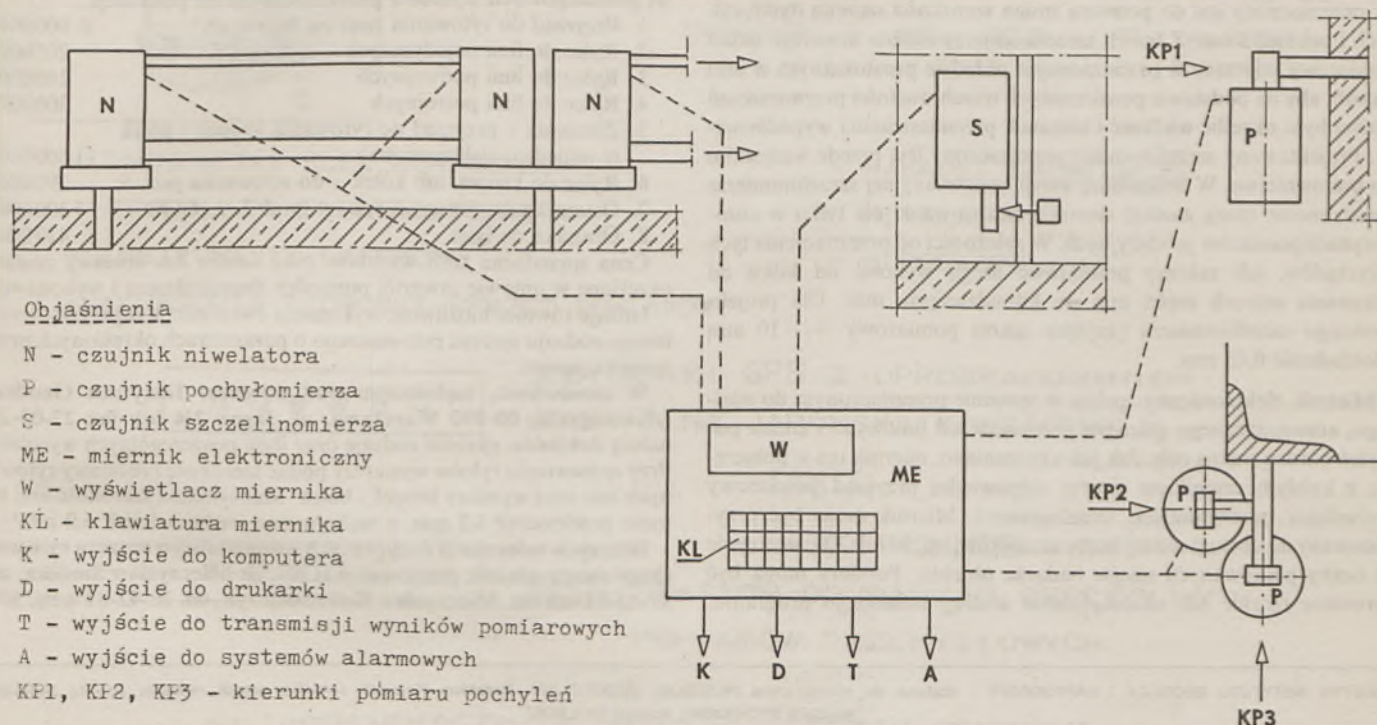 N
N
N
S
KP1
P
Objaśnienia
N - czujnik niwelatora
P - czujnik pochyłomierza
S - czujnik szczelinomierza
ME - miernik elektroniczny
W - wyświetlacz miernika
KL - klawiatura miernika
K - wyjście do komputera
D - wyjście do drukarki
T - wyjście do transmisji wyników pomiarowych
A - wyjście do systemów alarmowych
KP1, KP2, KP3 - kierunki pomiaru pochyleń
W
ME
KL
K
D
T
A
KP2
P
P
KP3